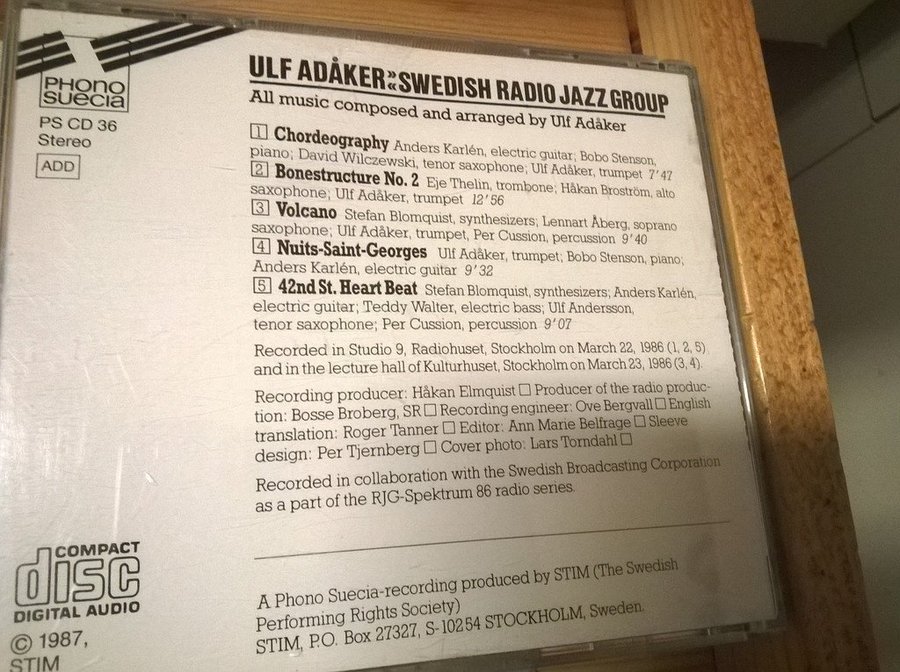 PHONO
SUECIA
PS CD 36
Stereo
ADD
ULF ADÅKER»«SWEDISH RADIO JAZZ GROUP
All music composed and arranged by Ulf Adåker
1 Chordeography Anders Karlén, electric guitar; Bobo Stenson,
piano; David Wilczewski, tenor saxophone; Ulf Adåker, trumpet 7'47
2 Bonestructure No. 2 Eje Thelin, trombone; Håkan Broström, alto
saxophone; Ulf Adåker, trumpet 12'56
3 Volcano Stefan Blomquist, synthesizers; Lennart Åberg, soprano
saxophone; Ulf Adåker, trumpet, Per Cussion, percussion 9'40
4 Nuits-Saint-Georges Ulf Adåker, trumpet; Bobo Stenson, piano;
Anders Karlén, electric guitar 9'32
5 42nd St. Heart Beat Stefan Blomquist, synthesizers; Anders Karlén,
electric guitar; Teddy Walter, electric bass; Ulf Andersson,
tenor saxophone; Per Cussion, percussion 9'07
Recorded in Studio 9, Radiohuset, Stockholm on March 22, 1986 (1, 2, 5)
and in the lecture hall of Kulturhuset, Stockholm on March 23, 1986 (3, 4).
Recording producer: Håkan Elmquist □ Producer of the radio produc-
tion: Bosse Broberg, SR □ Recording engineer: Ove Bergvall □ English
translation: Roger Tanner □ Editor: Ann Marie Belfrage □ Sleeve
design: Per Tjernberg □ Cover photo: Lars Torndahl □
Recorded in collaboration with the Swedish Broadcasting Corporation
as a part of the RJG-Spektrum 86 radio series.
COMPACT
disc
DIGITAL AUDIO
© 1987,
STIM
A Phono Suecia-recording produced by STIM (The Swedish
Performing Rights Society)
STIM, P.O. Box 27327, S-102 54 STOCKHOLM, Sweden.